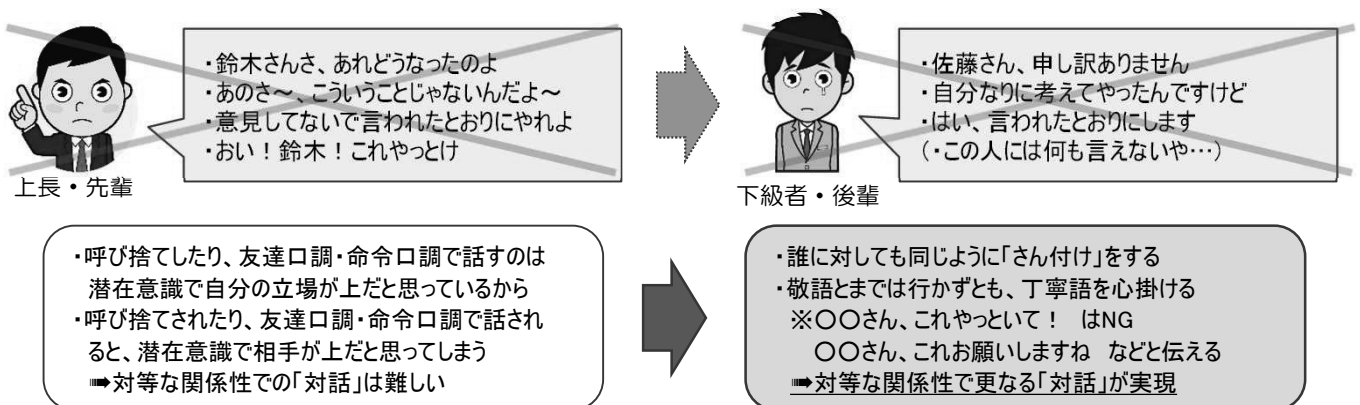 ・鈴木さんさ、あれどうなったのよ
・あのさ～、こういうことじゃないんだよ～
・意見してないで言われたとおりにやれよ
・おい！鈴木！これやっとけ
上長・先輩
・佐藤さん、申し訳ありません
・自分なりに考えてやったんですけど
・はい、言われたとおりにします
（・この人には何も言えないや…）
下級者・後輩
・呼び捨てしたり、友達口調・命令口調で話すのは
潜在意識で自分の立場が上だと思っているから
・呼び捨てされたり、友達口調・命令口調で話され
ると、潜在意識で相手が上だと思ってしまう
➠対等な関係性での「対話」は難しい
・誰に対しても同じように「さん付け」をする
・敬語とまでは行かずとも、丁寧語を心掛ける
※〇〇さん、これやっといて！　はNG
〇〇さん、これお願いしますね　などと伝える
➠対等な関係性で更なる「対話」が実現